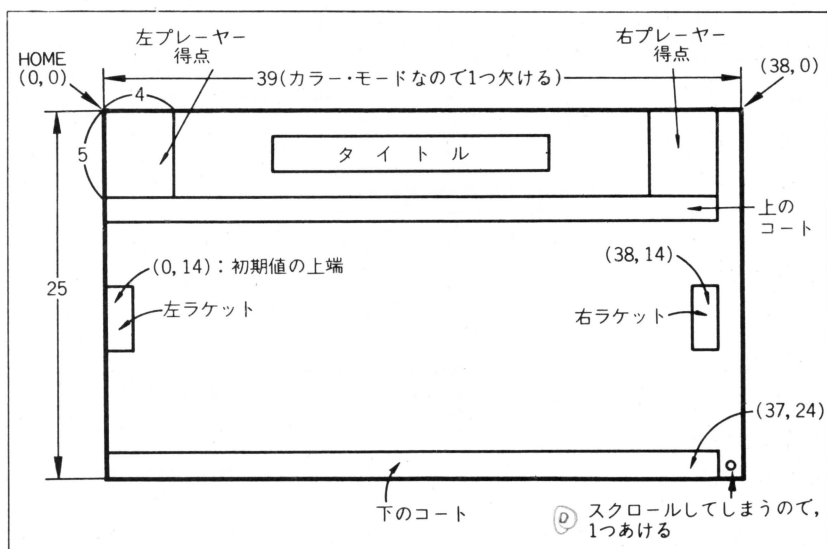 左プレーヤー
得点
右プレーヤー
得点
HOME
(0,0)
39(カラー・モードなので1つ欠ける)
(38,0)
4
5
タイトル
上の
コート
25
(0,14):初期値の上端
(38,14)
左ラケット
右ラケット
(37,24)
下のコート
D
スクロールしてしまうので,
1つあける